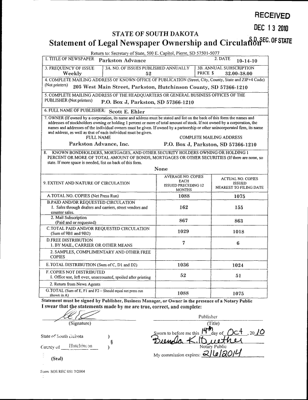 RECEIVED
DEC 13 2010
S.D. SEC. OF STATE
STATE OF SOUTH DAKOTA
Statement of Legal Newspaper Ownership and Circulation
Return to: Secretary of State, 500 E. Capitol, Pierre, SD 57501-5077
1. TITLE OF NEWSPAPER Parkston Advance
2. DATE 10-14-10
3. FREQUENCY OF ISSUE Weekly
3A. NO. OF ISSUES PUBLISHED ANNUALLY 52
3B. ANNUAL SUBSCRIPTION PRICE $ 32.00-38.00
4. COMPLETE MAILING ADDRESS OF KNOWN OFFICE OF PUBLICATION (Street, City, County, State and ZIP+4 Code)
(Not printers) 205 West Main Street, Parkston, Hutchinson County, SD 57366-1210
5. COMPLETE MAILING ADDRESS OF THE HEADQUARTERS OF GENERAL BUSINESS OFFICES OF THE
PUBLISHER (Not printers) P.O. Box J, Parkston, SD 57366-1210
6. FULL NAME OF PUBLISHER: Scott E. Ehler
7. OWNER (If owned by a corporation, its name and address must be stated and list on the back of this form the names and
addresses of stockholders owning or holding 1 percent or more of total amount of stock. If not owned by a corporation, the
names and addresses of the individual owners must be given. If owned by a partnership or other unincorporated firm, its name
and address, as well as that of each individual must be given.
FULL NAME COMPLETE MAILING ADDRESS
Parkston Advance, Inc. P.O. Box J, Parkston, SD 57366-1210
8. KNOWN BONDHOLDERS, MORTGAGEES, AND OTHER SECURITY HOLDERS OWNING OR HOLDING 1
PERCENT OR MORE OF TOTAL AMOUNT OF BONDS, MORTGAGES OR OTHER SECURITIES (If there are none, so
state. If more space is needed, list on back of this form.
None
9. EXTENT AND NATURE OF CIRCULATION
AVERAGE NO. COPIES EACH ISSUED PRECEDING 12 MONTHS
ACTUAL NO. COPIES ISSUED NEAREST TO FILING DATE
A. TOTAL NO. COPIES (Net Press Run) 1088 1075
B. PAID AND/OR REQUESTED CIRCULATION
1. Sales through dealers and carriers, street vendors and counter sales. 162 155
2. Mail Subscription (Paid and or requested) 867 863
C. TOTAL PAID AND/OR REQUESTED CIRCULATION (Sum of 9B1 and 9B2) 1029 1018
D. FREE DISTRIBUTION
1. BY MAIL, CARRIER OR OTHER MEANS 7 6
2. SAMPLES, COMPLIMENTARY AND OTHER FREE COPIES
E. TOTAL DISTRIBUTION (Sum of C, D1 and D2) 1036 1024
F. COPIES NOT DISTRIBUTED
1. Office use, left over, unaccounted, spoiled after printing 52 51
2. Return from News Agents
G. TOTAL (Sum of E, F1 and F2 - Should equal net press run shown in A) 1088 1075
Statement must be signed by Publisher, Business Manager, or Owner in the presence of a Notary Public
I swear that the statements made by me are true, correct, and complete:
Publisher
(Signature) (Title)
State of South Dakota )
Sworn to before me this 14th day of Oct 2010
County of Hutchinson )
Notary Public
(Seal)
My commission expires: 2/6/2014